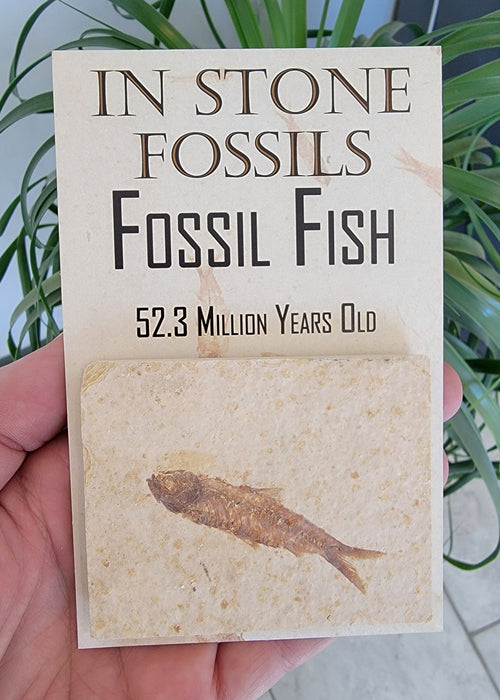 IN STONE
FOSSILS
FOSSIL FISH
52.3 MILLION YEARS OLD